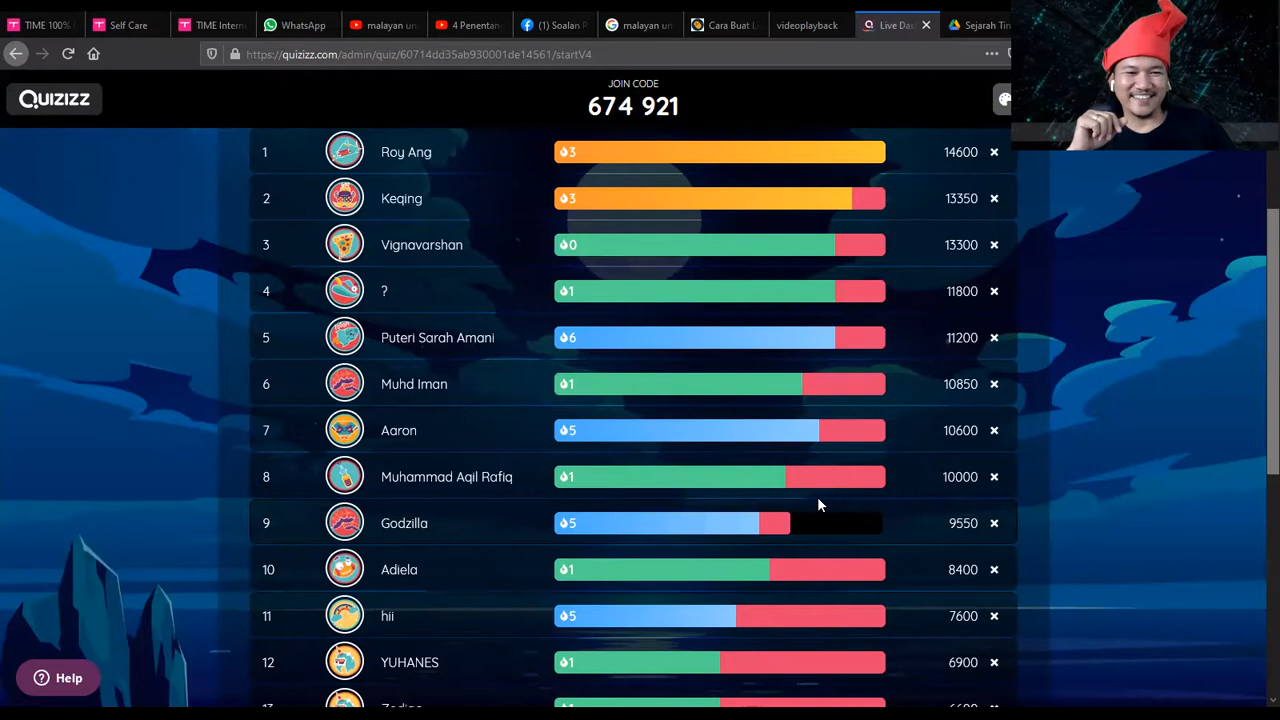 TIME 100%
Self Care
TIME Intern
WhatsApp
malayan un
4 Penentan
(1) Soalan P
malayan un
Cara Buat L
videoplayback
Live Das
Sejarah Tin
https://quizizz.com/admin/quiz/60714dd35ab930001de14561/startV4
Quizizz
JOIN CODE
674 921
1 Roy Ang 3 14600
2 Keqing 3 13350
3 Vignavarshan 0 13300
4 ? 1 11800
5 Puteri Sarah Amani 6 11200
6 Muhd Iman 1 10850
7 Aaron 5 10600
8 Muhammad Aqil Rafiq 1 10000
9 Godzilla 5 9550
10 Adiela 1 8400
11 hii 5 7600
12 YUHANES 1 6900
Help